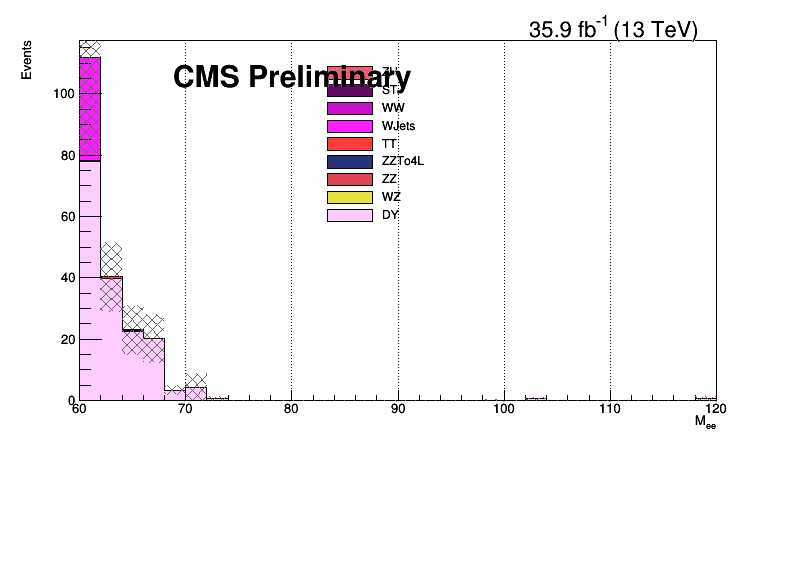 35.9 fb-1 (13 TeV)
Events
CMS Preliminary
ST
WW
WJets
TT
ZZTo4L
ZZ
WZ
DY
100
80
60
40
20
0
60 70 80 90 100 110 120
Mee